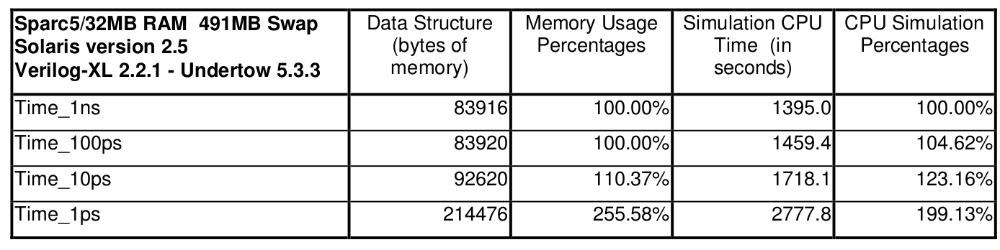 Sparc5/32MB RAM 491MB Swap
Solaris version 2.5
Verilog-XL 2.2.1 - Undertow 5.3.3
Data Structure
(bytes of
memory)
Memory Usage
Percentages
Simulation CPU
Time (in
seconds)
CPU Simulation
Percentages
Time_1ns 83916 100.00% 1395.0 100.00%
Time_100ps 83920 100.00% 1459.4 104.62%
Time_10ps 92620 110.37% 1718.1 123.16%
Time_1ps 214476 255.58% 2777.8 199.13%